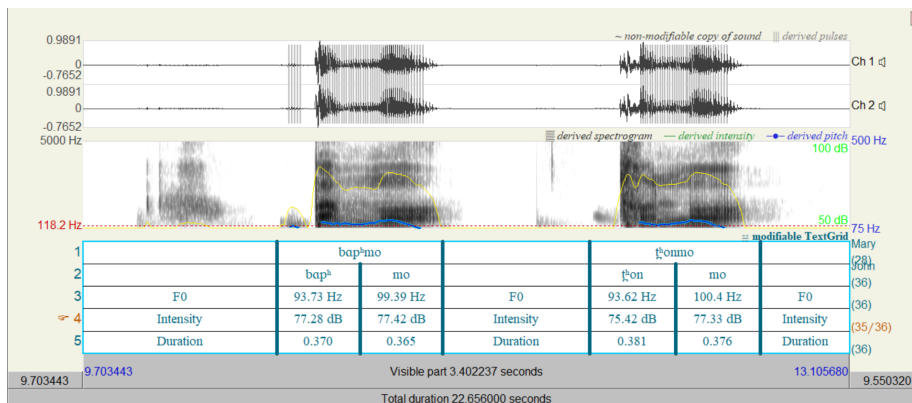 ~ non-modifiable copy of sound ||| derived pulses
0.9891
0
-0.7652
0.9891
0
-0.7652
Ch 1
Ch 2
derived spectrogram — derived intensity derived pitch
5000 Hz
118.2 Hz
100 dB
50 dB
500 Hz
75 Hz
modifiable TextGrid
1 bɑpʰmo t̪ʰonmo Mary (28)
2 bɑpʰ mo t̪ʰon mo John (36)
3 F0 93.73 Hz 99.39 Hz F0 93.62 Hz 100.4 Hz F0 (36)
4 Intensity 77.28 dB 77.42 dB Intensity 75.42 dB 77.33 dB Intensity (35/36)
5 Duration 0.370 0.365 Duration 0.381 0.376 Duration (36)
9.703443 Visible part 3.402237 seconds 13.105680
9.703443 9.550320
Total duration 22.656000 seconds